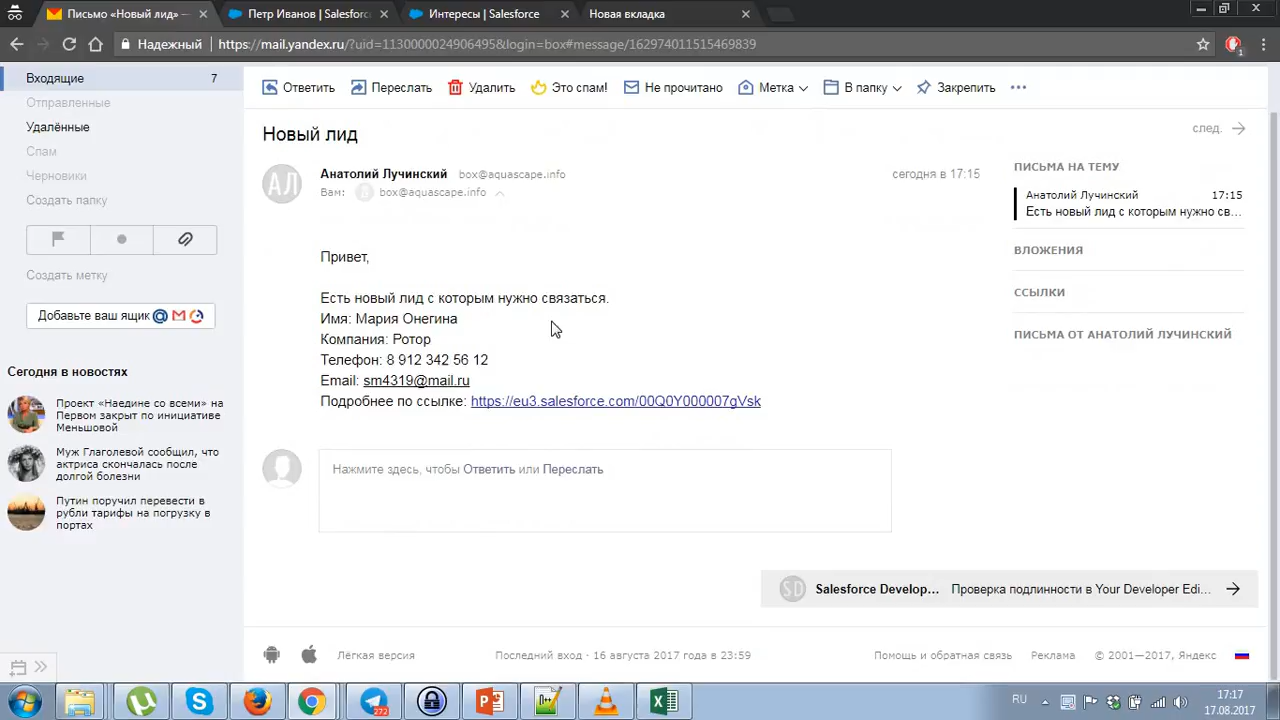 Письмо «Новый лид» —
Петр Иванов | Salesforc
Интересы | Salesforce
Новая вкладка
Надежный
https://mail.yandex.ru/?uid=1130000024906495&login=box#message/162974011515469839
1
Входящие 7
Отправленные
Удалённые
Спам
Черновики
Создать папку
Создать метку
Добавьте ваш ящик
Сегодня в новостях
Проект «Наедине со всеми» на
Первом закрыт по инициативе
Меньшовой
Муж Глаголевой сообщил, что
актриса скончалась после
долгой болезни
Путин поручил перевести в
рубли тарифы на погрузку в
портах
Ответить
Переслать
Удалить
Это спам!
Не прочитано
Метка
В папку
Закрепить
Новый лид
след.
АЛ
Анатолий Лучинский box@aquascape.info
сегодня в 17:15
Вам: box@aquascape.info
Привет,
Есть новый лид с которым нужно связаться.
Имя: Мария Онегина
Компания: Ротор
Телефон: 8 912 342 56 12
Email: sm4319@mail.ru
Подробнее по ссылке: https://eu3.salesforce.com/00Q0Y000007gVsk
Нажмите здесь, чтобы Ответить или Переслать
ПИСЬМА НА ТЕМУ
Анатолий Лучинский 17:15
Есть новый лид с которым нужно св...
ВЛОЖЕНИЯ
ССЫЛКИ
ПИСЬМА ОТ АНАТОЛИЙ ЛУЧИНСКИЙ
SD
Salesforce Develop... Проверка подлинности в Your Developer Edi...
Лёгкая версия
Последний вход · 16 августа 2017 года в 23:59
Помощь и обратная связь
Реклама
© 2001—2017, Яндекс
222
RU
17:17
17.08.2017